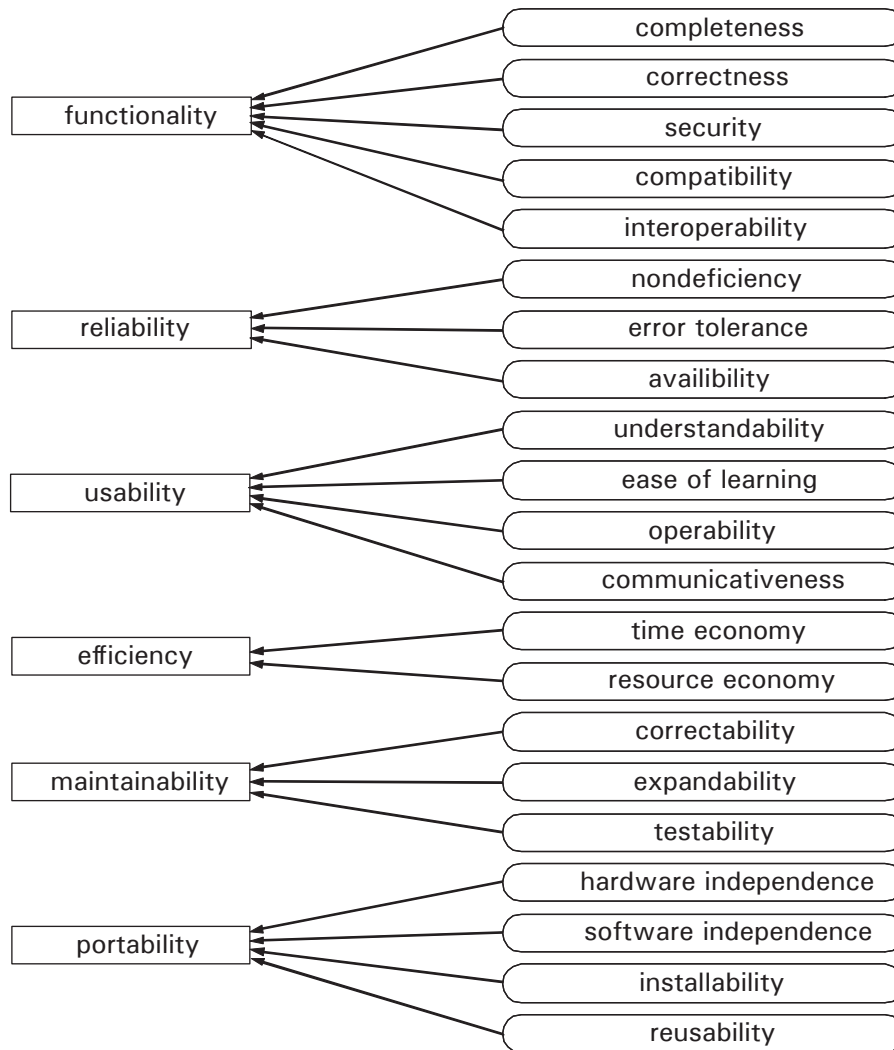 completeness
correctness
functionality
security
compatibility
interoperability
nondeficiency
reliability
error tolerance
availibility
understandability
usability
ease of learning
operability
communicativeness
time economy
efficiency
resource economy
correctability
maintainability
expandability
testability
hardware independence
software independence
portability
installability
reusability